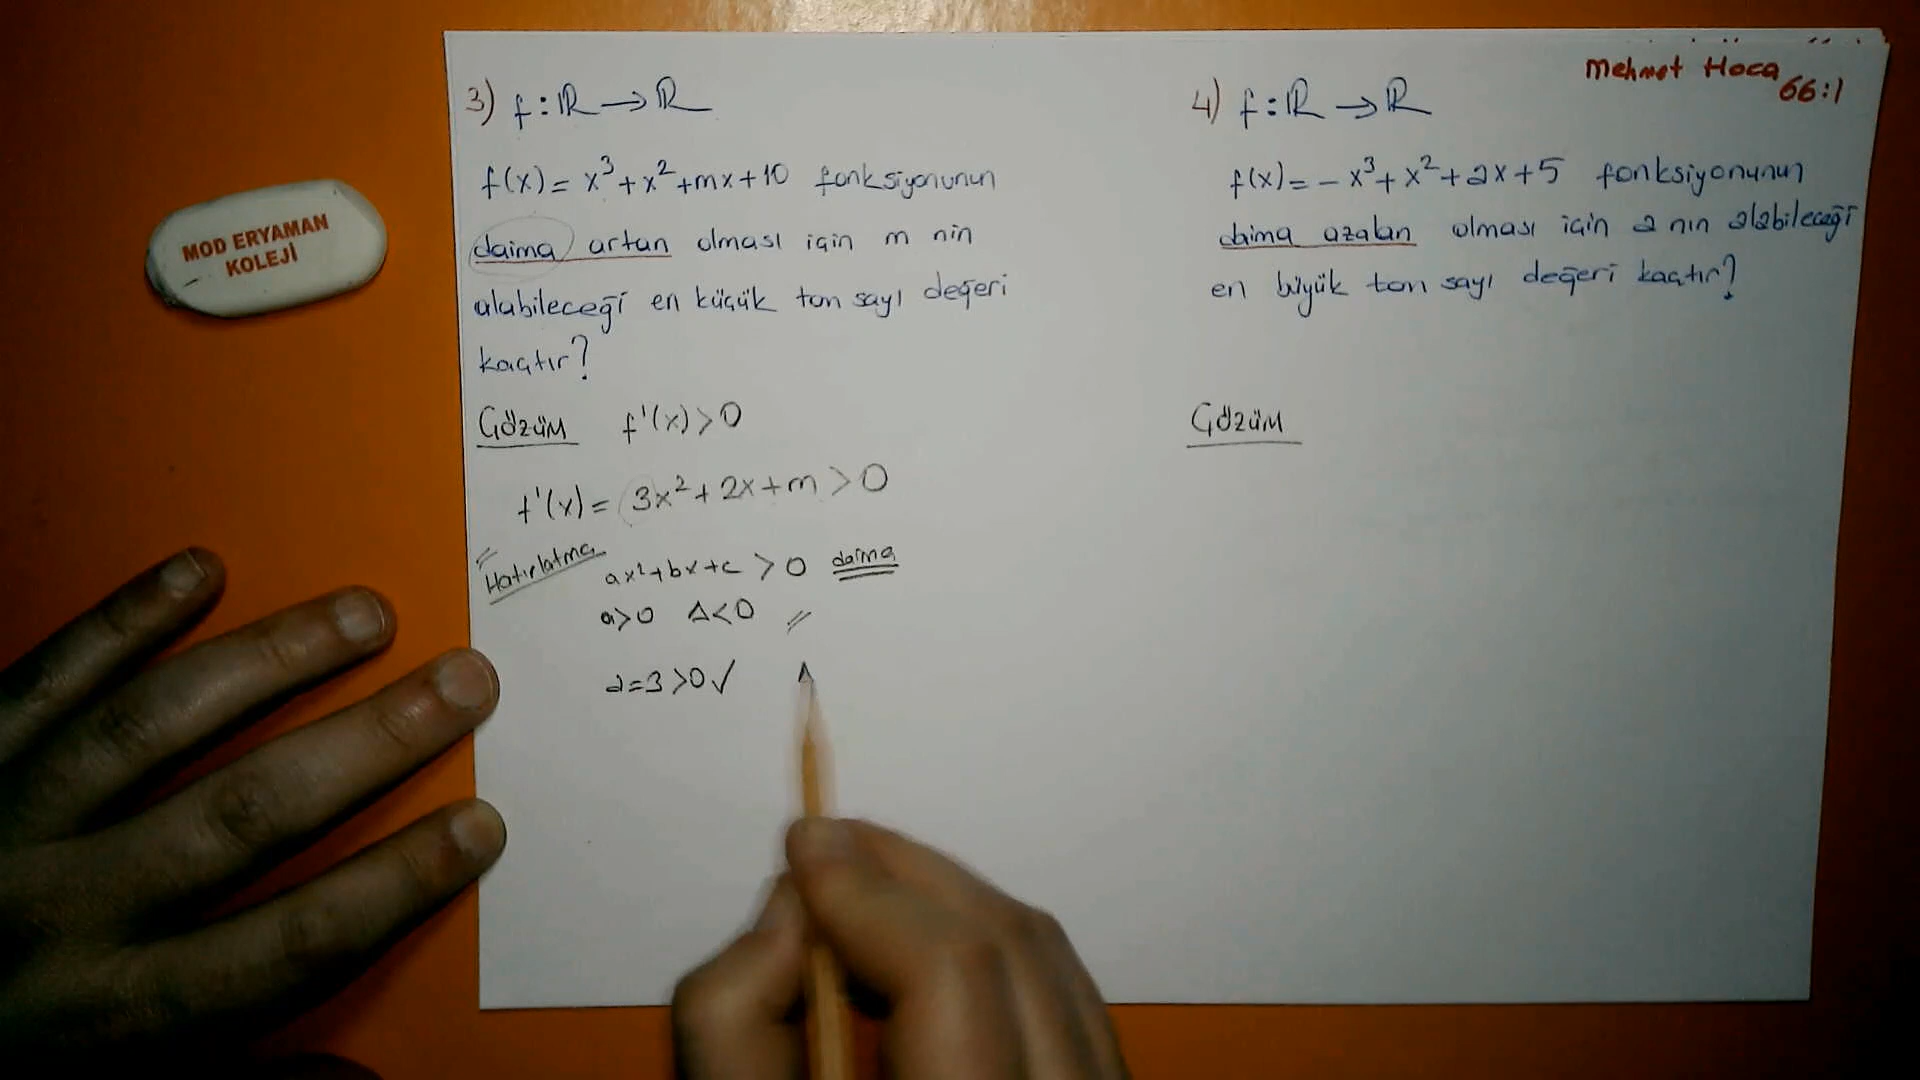 MOD ERYAMAN
KOLEJİ
3) f : ℝ → ℝ
f(x) = x³ + x² + mx + 10 fonksiyonunun
daima artan olması için m nin
alabileceği en küçük tam sayı değeri
kaçtır?
Çözüm f'(x) > 0
f'(x) = 3x² + 2x + m > 0
Hatırlatma ax² + bx + c > 0 daima
a > 0 Δ < 0 //
a = 3 > 0 ✓ Δ
Mehmet Hoca
66:1
4) f : ℝ → ℝ
f(x) = - x³ + x² + ax + 5 fonksiyonunun
daima azalan olması için a nın alabileceği
en büyük tam sayı değeri kaçtır?
Çözüm